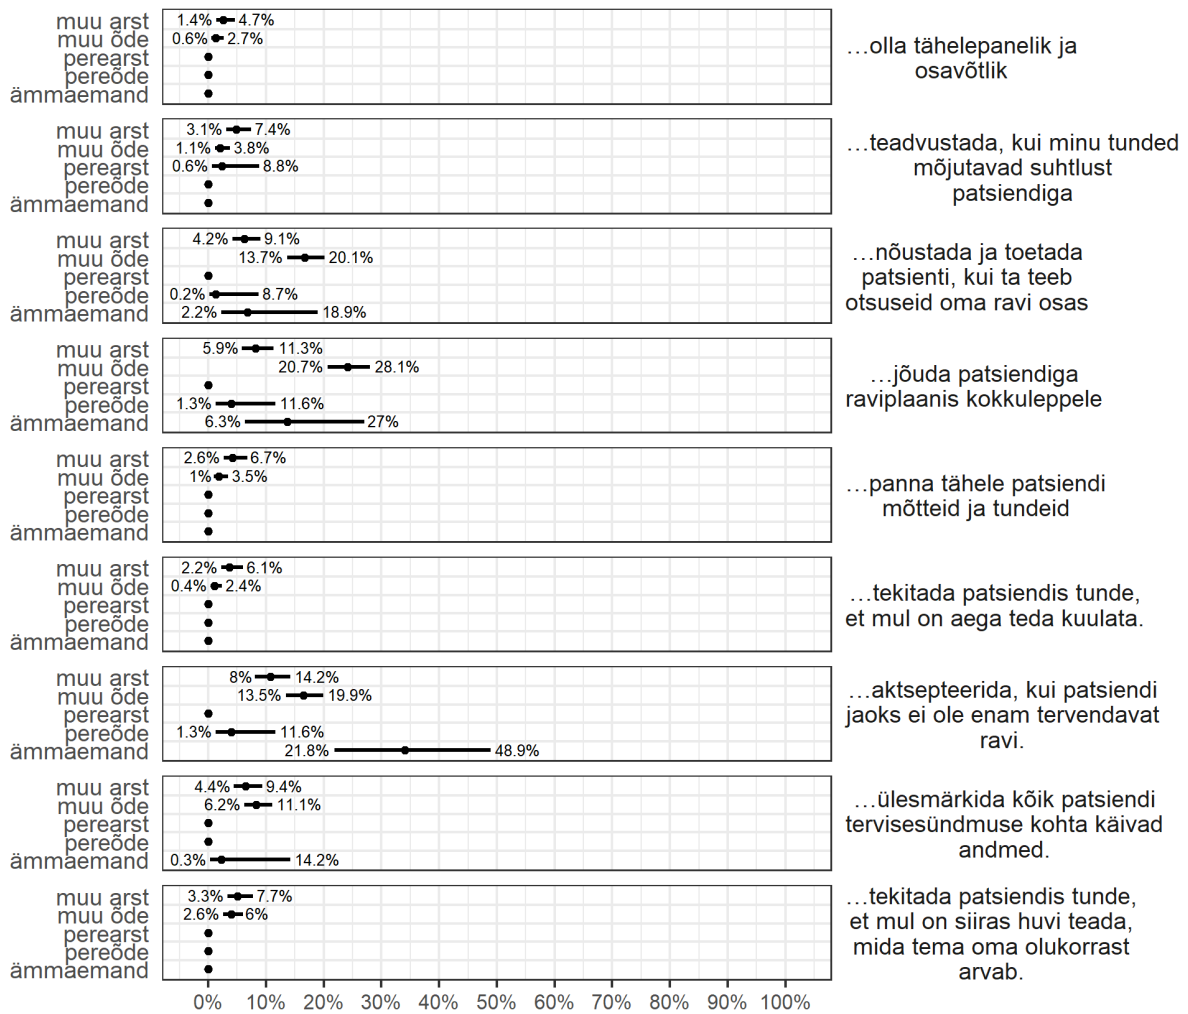 muu arst 1.4% 4.7%
muu õde 0.6% 2.7%
perearst
pereõde
ämmaemand
…olla tähelepanelik ja
osavõtlik
muu arst 3.1% 7.4%
muu õde 1.1% 3.8%
perearst 0.6% 8.8%
pereõde
ämmaemand
…teadvustada, kui minu tunded
mõjutavad suhtlust
patsiendiga
muu arst 4.2% 9.1%
muu õde 13.7% 20.1%
perearst
pereõde 0.2% 8.7%
ämmaemand 2.2% 18.9%
…nõustada ja toetada
patsienti, kui ta teeb
otsuseid oma ravi osas
muu arst 5.9% 11.3%
muu õde 20.7% 28.1%
perearst
pereõde 1.3% 11.6%
ämmaemand 6.3% 27%
…jõuda patsiendiga
raviplaanis kokkuleppele
muu arst 2.6% 6.7%
muu õde 1% 3.5%
perearst
pereõde
ämmaemand
…panna tähele patsiendi
mõtteid ja tundeid
muu arst 2.2% 6.1%
muu õde 0.4% 2.4%
perearst
pereõde
ämmaemand
…tekitada patsiendis tunde,
et mul on aega teda kuulata.
muu arst 8% 14.2%
muu õde 13.5% 19.9%
perearst
pereõde 1.3% 11.6%
ämmaemand 21.8% 48.9%
…aktsepteerida, kui patsiendi
jaoks ei ole enam tervendavat
ravi.
muu arst 4.4% 9.4%
muu õde 6.2% 11.1%
perearst
pereõde
ämmaemand 0.3% 14.2%
…ülesmärkida kõik patsiendi
tervisesündmuse kohta käivad
andmed.
muu arst 3.3% 7.7%
muu õde 2.6% 6%
perearst
pereõde
ämmaemand
…tekitada patsiendis tunde,
et mul on siiras huvi teada,
mida tema oma olukorrast
arvab.
0% 10% 20% 30% 40% 50% 60% 70% 80% 90% 100%